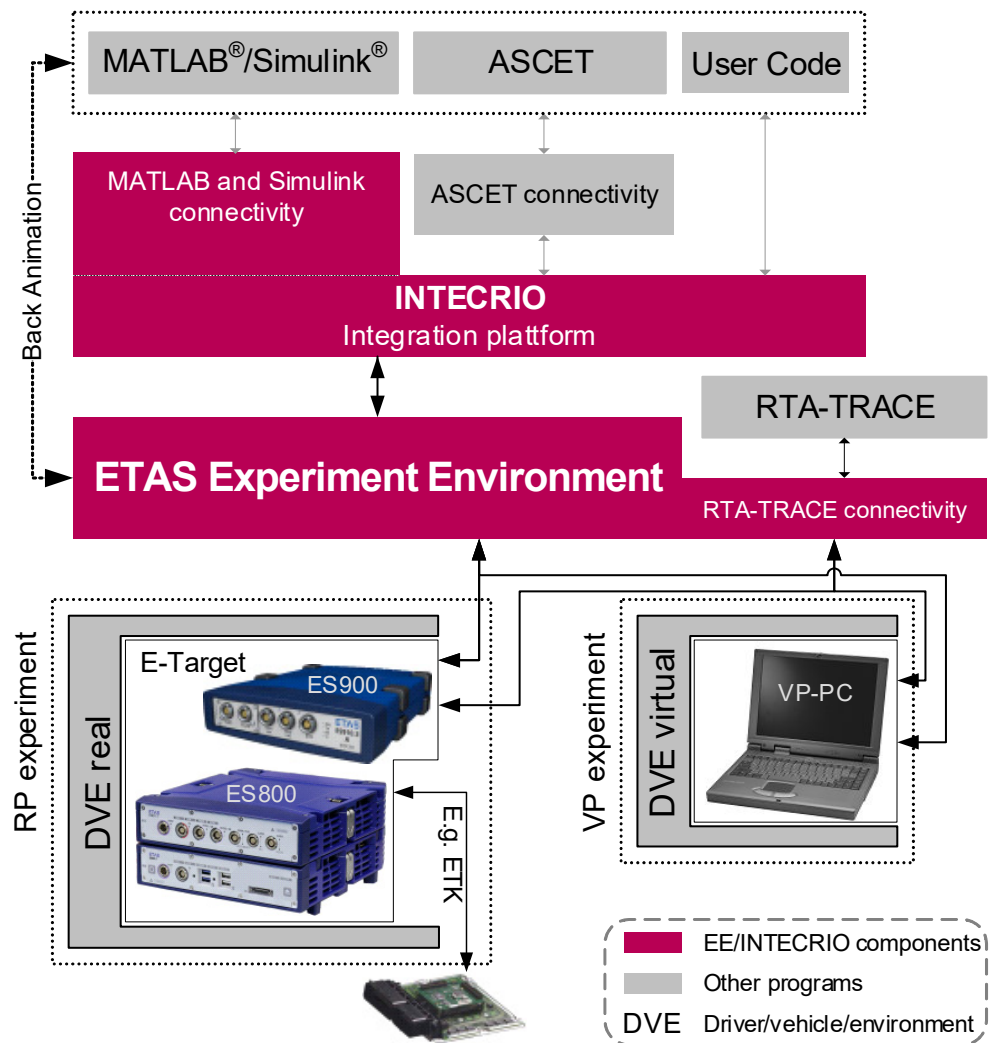 MATLAB®/Simulink®
ASCET
User Code
MATLAB and Simulink
connectivity
ASCET connectivity
Back Animation
INTECRIO
Integration plattform
RTA-TRACE
ETAS Experiment Environment
RTA-TRACE connectivity
RP experiment
DVE real
E-Target
ES900
ETAS
ES800
E.g. ETK
VP experiment
DVE virtual
VP-PC
EE/INTECRIO components
Other programs
DVE Driver/vehicle/environment